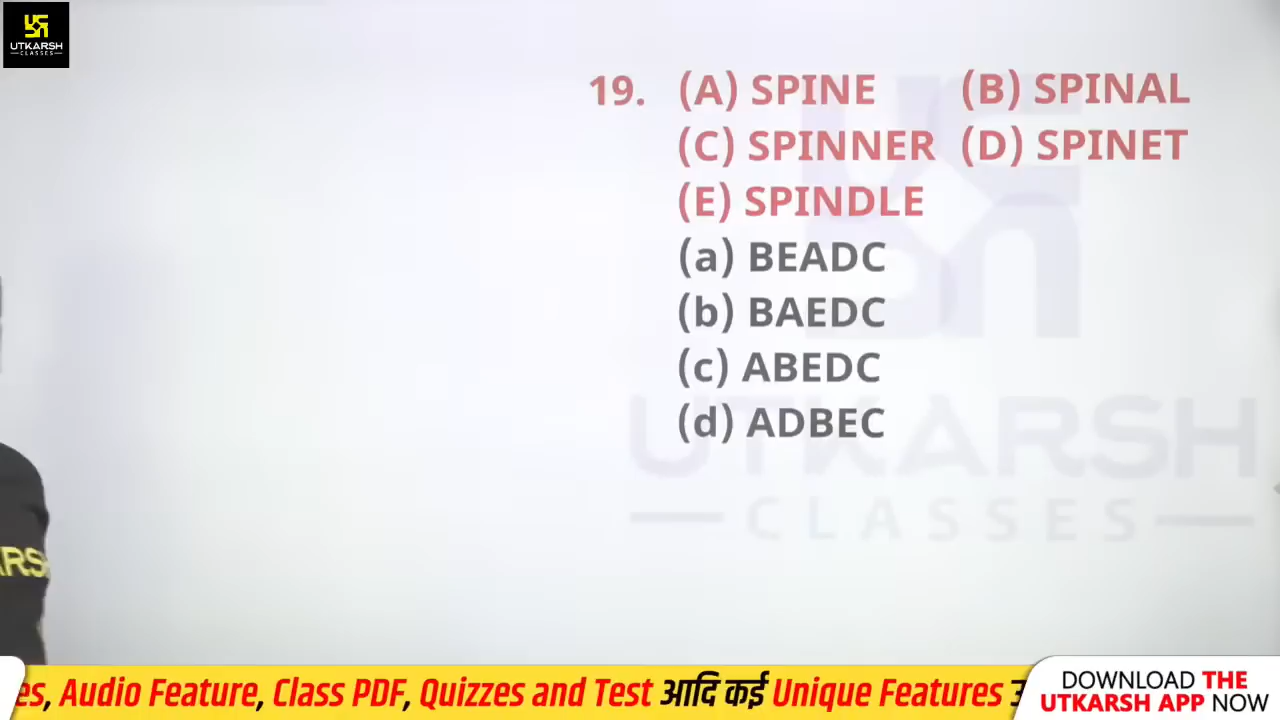 UTKARSH
CLASSES
19. (A) SPINE (B) SPINAL
(C) SPINNER (D) SPINET
(E) SPINDLE
(a) BEADC
(b) BAEDC
(c) ABEDC
(d) ADBEC
UTKARSH
CLASSES
es, Audio Feature, Class PDF, Quizzes and Test आदि कई Unique Features
DOWNLOAD THE
UTKARSH APP NOW